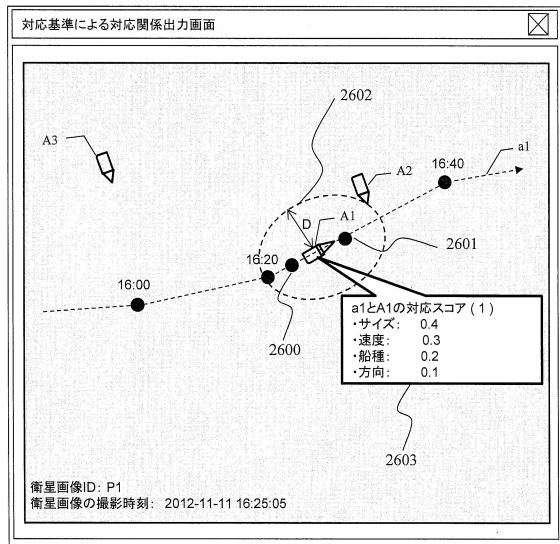 対応基準による対応関係出力画面
2602
A3
16:40
a1
A2
D
A1
16:20
2601
16:00
2600
a1とA1の対応スコア ( 1 )
・サイズ: 0.4
・速度: 0.3
・船種: 0.2
・方向: 0.1
2603
衛星画像ID: P1
衛星画像の撮影時刻: 2012-11-11 16:25:05